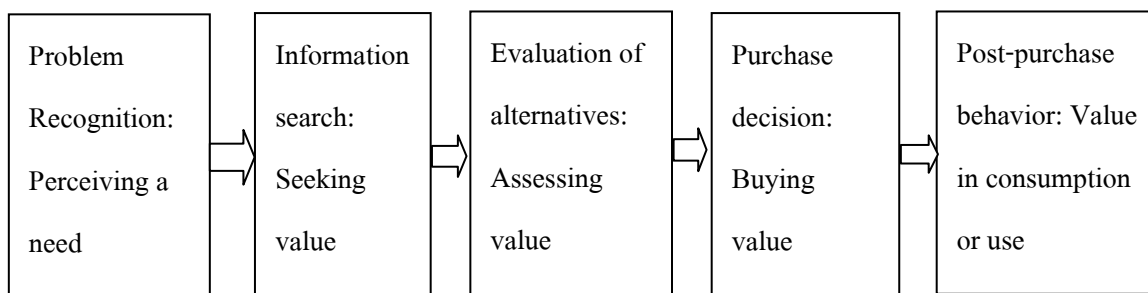 Problem
Recognition:
Perceiving a
need
Information
search:
Seeking
value
Evaluation of
alternatives:
Assessing
value
Purchase
decision:
Buying
value
Post-purchase
behavior: Value
in consumption
or use